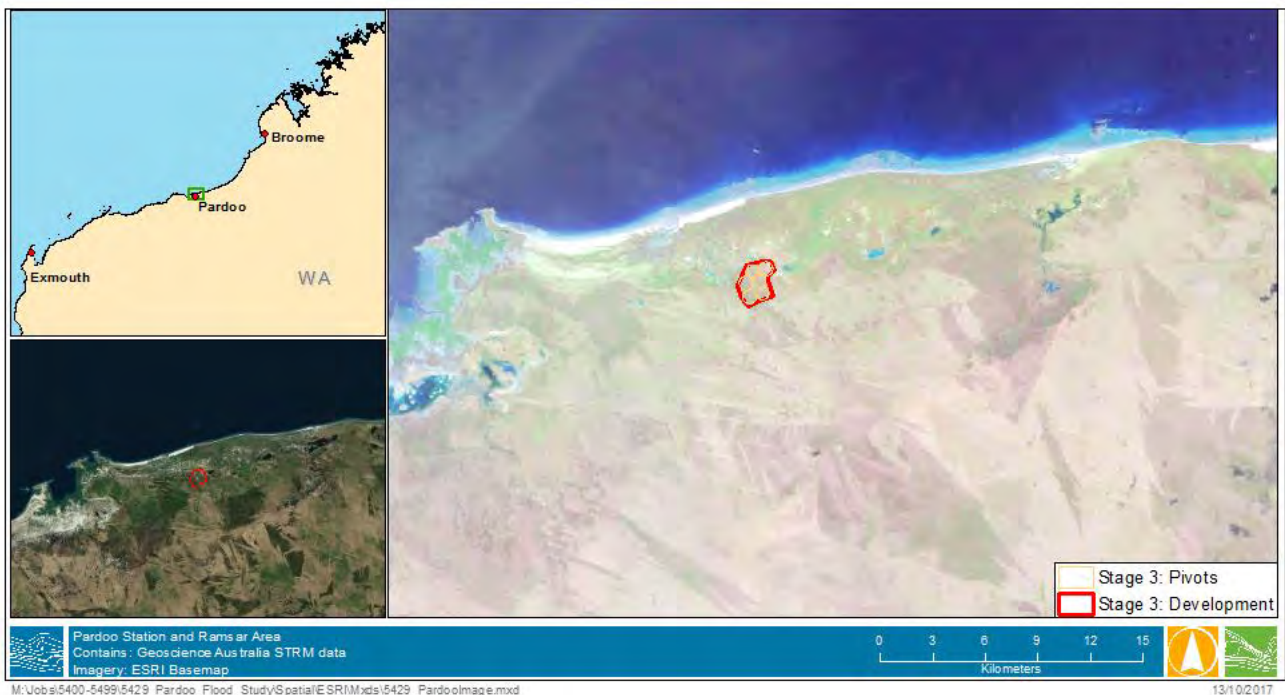 Broome
Pardoo
Exmouth
WA
Stage 3: Pivots
Stage 3: Development
Pardoo Station and Ramsar Area
Contains: Geoscience Australia STRM data
Imagery: ESRI Basemap
0 3 6 9 12 15
Kilometers
M:\Jobs\5400-5499\5429_Pardoo_Flood_Study\Spatial\ESRI\Mxds\5429_PardooImage.mxd
13/10/2017